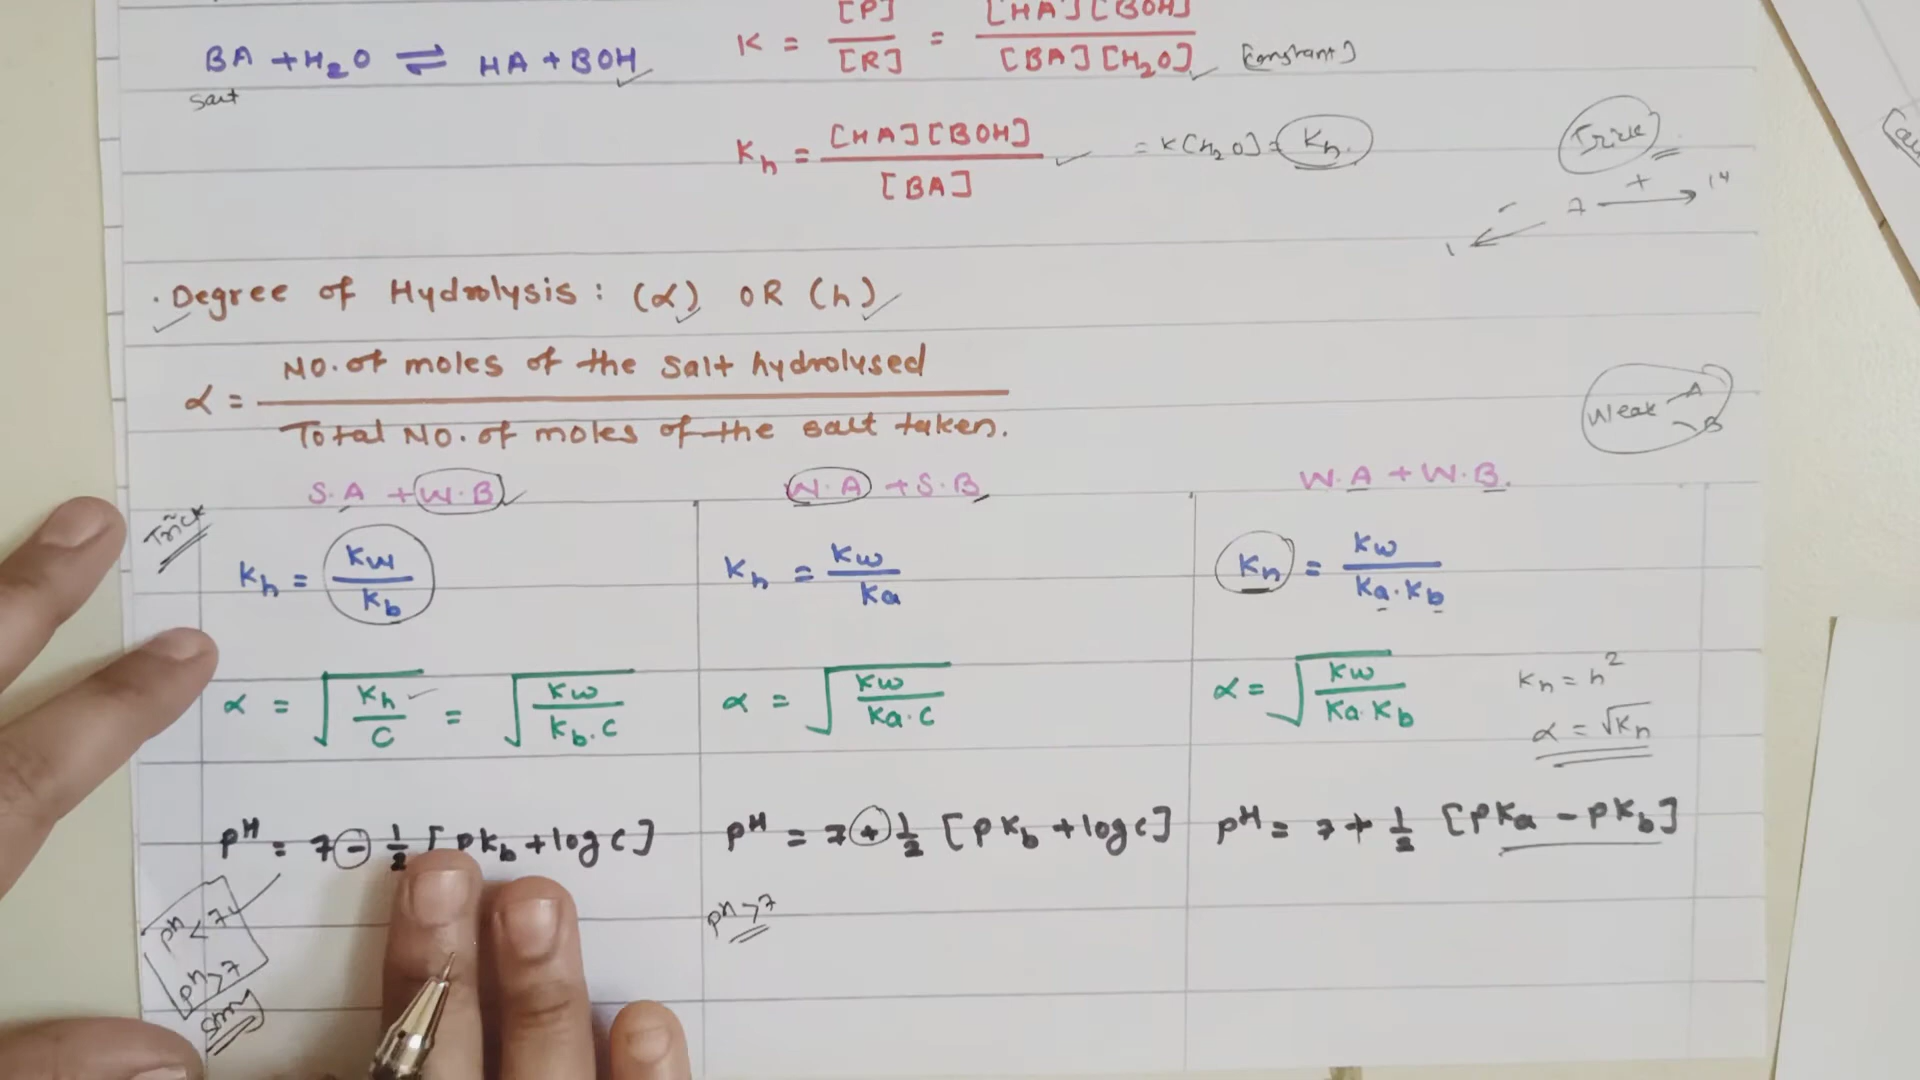 K = [P] / [R] = [HA][BOH] / [BA][H₂O] (constant)
BA + H₂O ⇌ HA + BOH
salt
Kh = [HA][BOH] / [BA] = K[H₂O] = Kh.
Trick
- 7 + 14
1
. Degree of Hydrolysis : (α) OR (h)
α = No. of moles of the salt hydrolysed / Total No. of moles of the salt taken.
Weak A B
S.A + W.B
W.A + S.B
W.A + W.B.
Trick
Kh = Kw / Kb
Kh = Kw / Ka
Kh = Kw / Ka.Kb
α = √(Kh / C) = √(Kw / Kb.C)
α = √(Kw / Ka.C)
α = √(Kw / Ka.Kb)
Kh = h²
α = √Kh
pH = 7 - 1/2 [pKb + log c]
pH = 7 + 1/2 [pKb + log c]
pH = 7 + 1/2 [pKa - pKb]
pH < 7
pH > 7
pH > 7